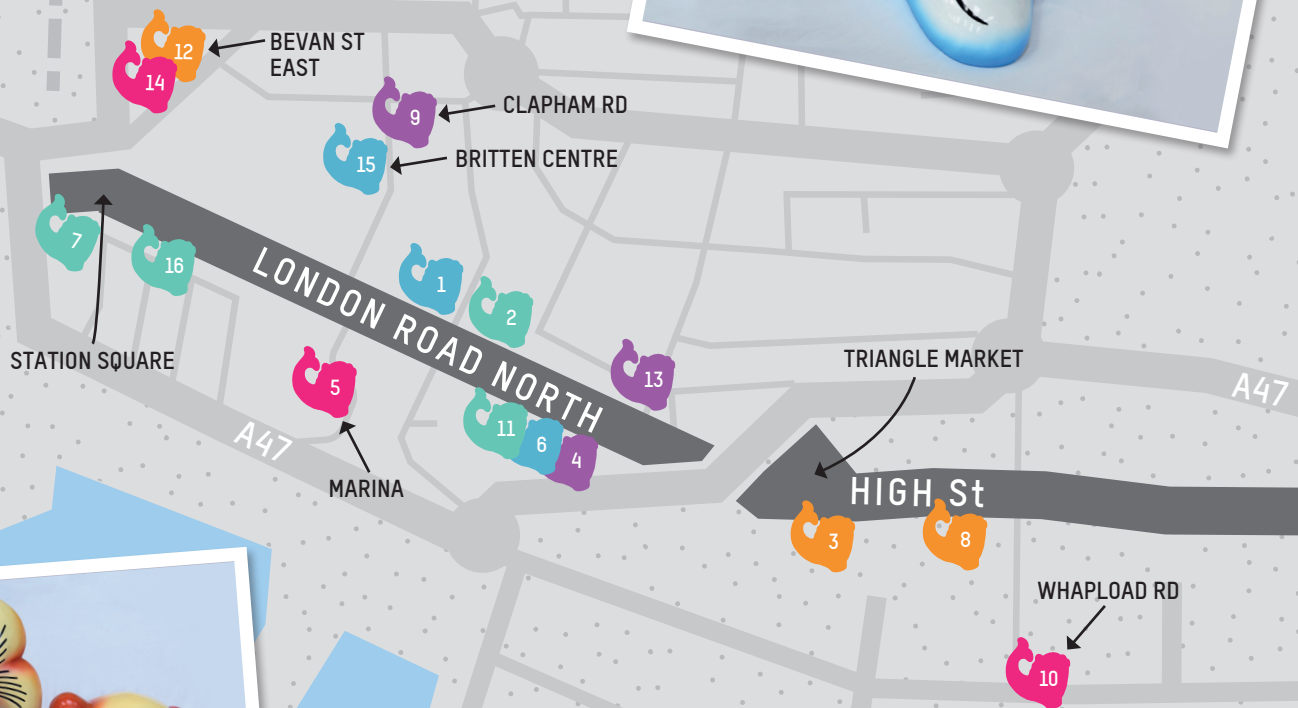 12
BEVAN ST
EAST
14
9
CLAPHAM RD
15
BRITTEN CENTRE
7
16
LONDON ROAD NORTH
1
2
STATION SQUARE
5
13
TRIANGLE MARKET
A47
A47
11
6
4
MARINA
HIGH St
3
8
WHAPLOAD RD
10